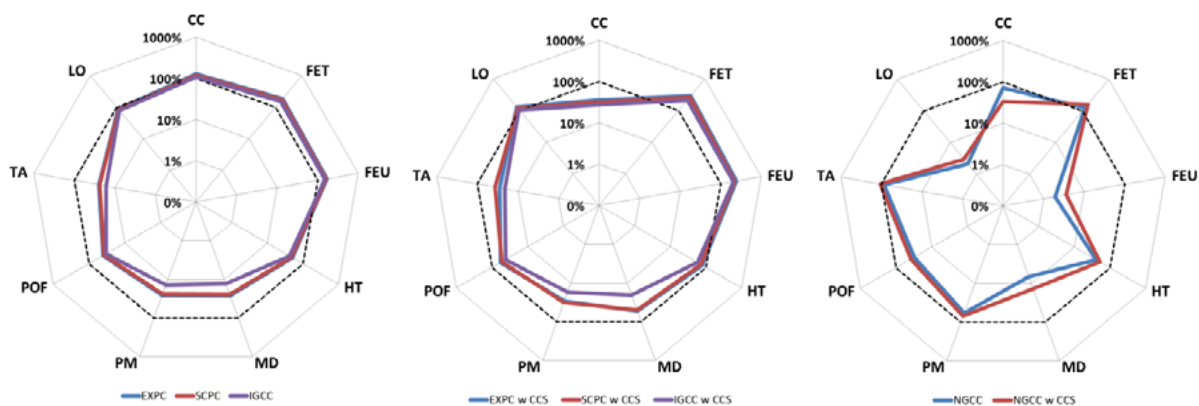 CC
1000%
LO
FET
100%
10%
1%
TA
FEU
0%
POF
HT
PM
MD
EXPC SCPC IGCC
CC
1000%
LO
FET
100%
10%
1%
TA
FEU
0%
POF
HT
PM
MD
EXPC w CCS SCPC w CCS IGCC w CCS
CC
1000%
LO
FET
100%
10%
1%
TA
FEU
0%
POF
HT
PM
MD
NGCC NGCC w CCS